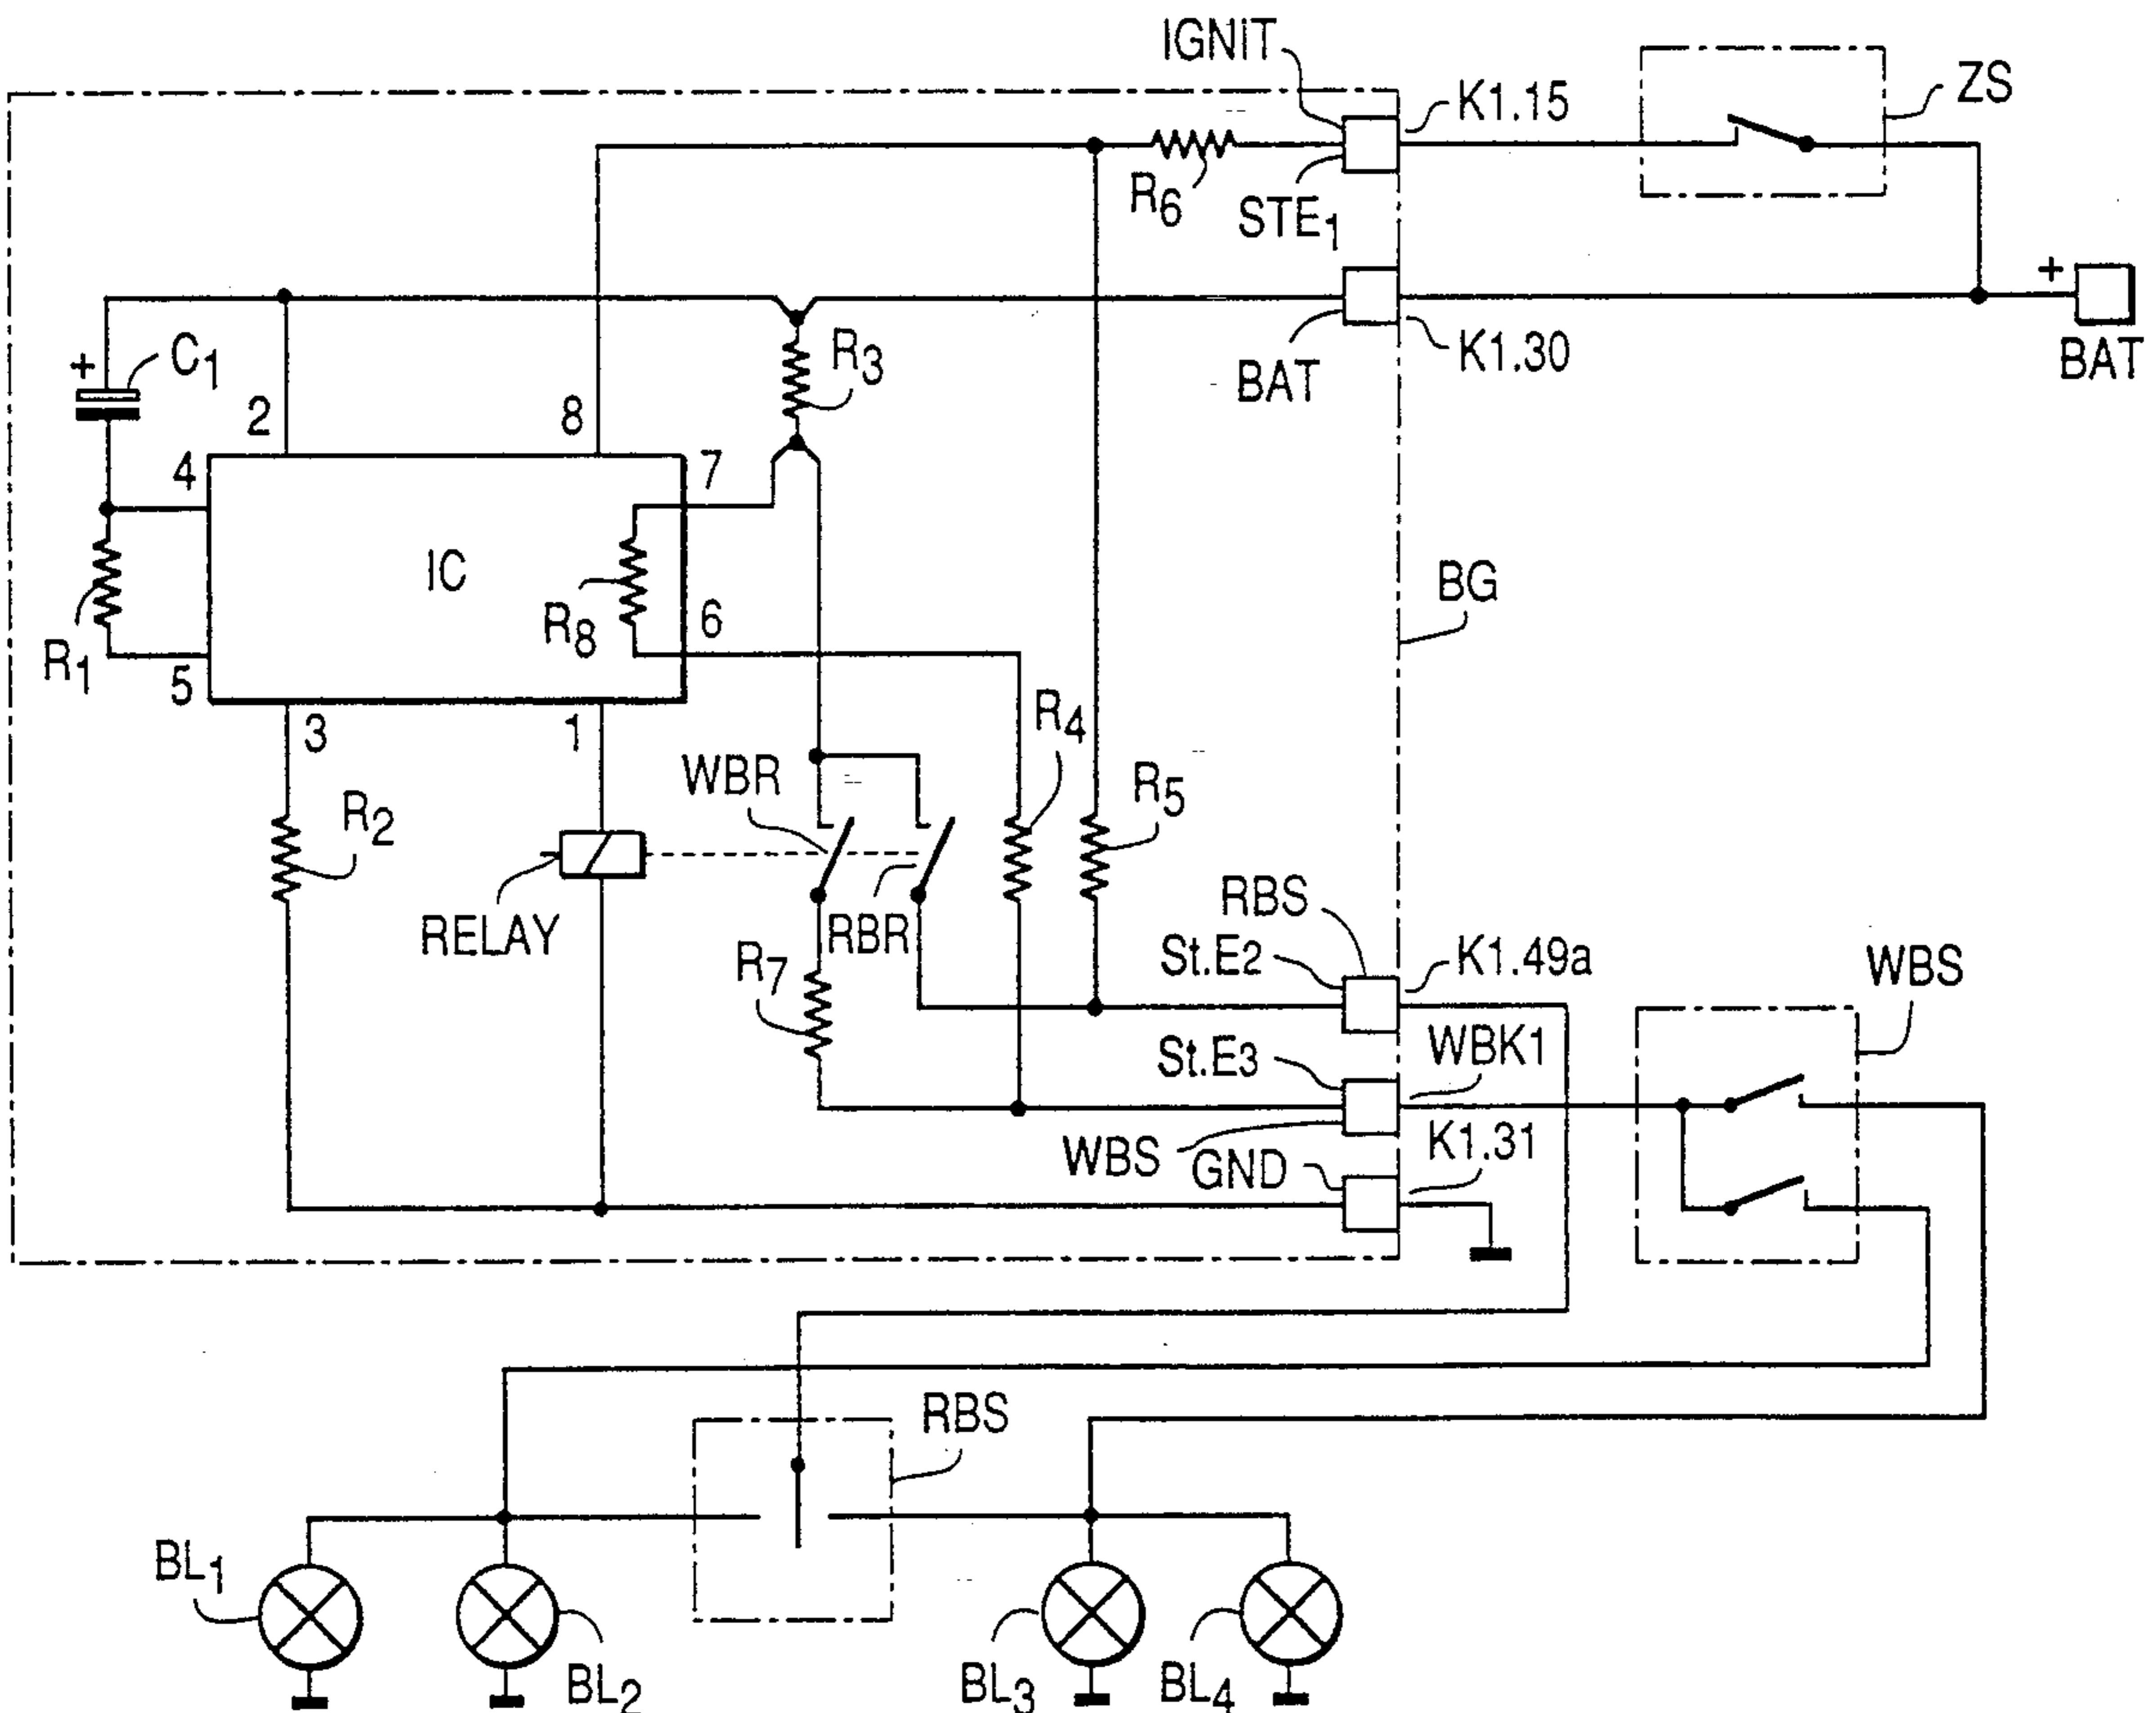 IGNIT
K1.15
ZS
R6
STE1
+
BAT
K1.30
BAT
+
C1
R3
2
8
4
7
IC
R8
6
BG
R1
5
3
1
R4
WBR
R5
R2
RELAY
RBR
RBS
St.E2
K1.49a
WBS
R7
St.E3
WBK1
WBS
GND
K1.31
RBS
BL1
BL2
BL3
BL4